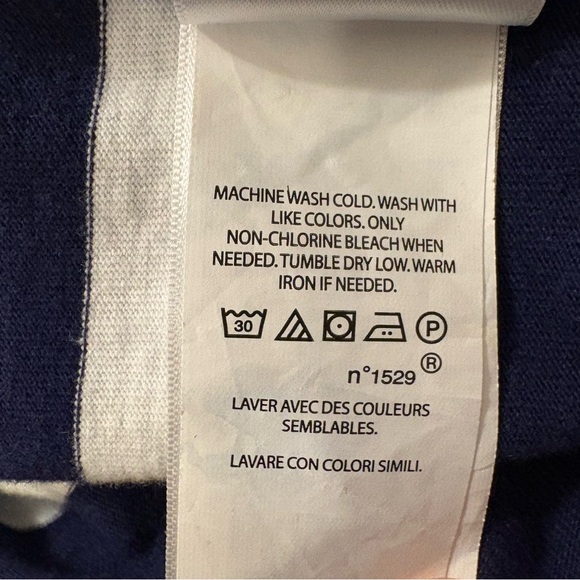 MACHINE WASH COLD. WASH WITH
LIKE COLORS. ONLY
NON-CHLORINE BLEACH WHEN
NEEDED. TUMBLE DRY LOW. WARM
IRON IF NEEDED.
30 P
n°1529 ®
LAVER AVEC DES COULEURS
SEMBLABLES.
LAVARE CON COLORI SIMILI.